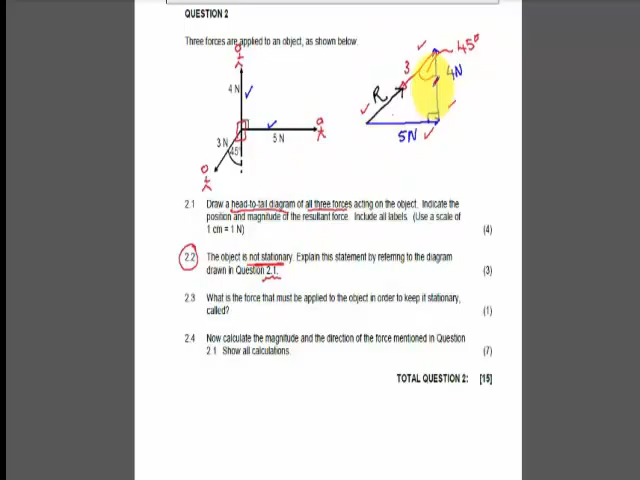 QUESTION 2
Three forces are applied to an object, as shown below.
4 N
5 N
3 N
45°
R
3
45°
4N
5N
2.1 Draw a head-to-tail diagram of all three forces acting on the object. Indicate the
position and magnitude of the resultant force. Include all labels. (Use a scale of
1 cm = 1 N) (4)
2.2 The object is not stationary. Explain this statement by referring to the diagram
drawn in Question 2.1. (3)
2.3 What is the force that must be applied to the object in order to keep it stationary,
called? (1)
2.4 Now calculate the magnitude and the direction of the force mentioned in Question
2.1 Show all calculations. (7)
TOTAL QUESTION 2: [15]